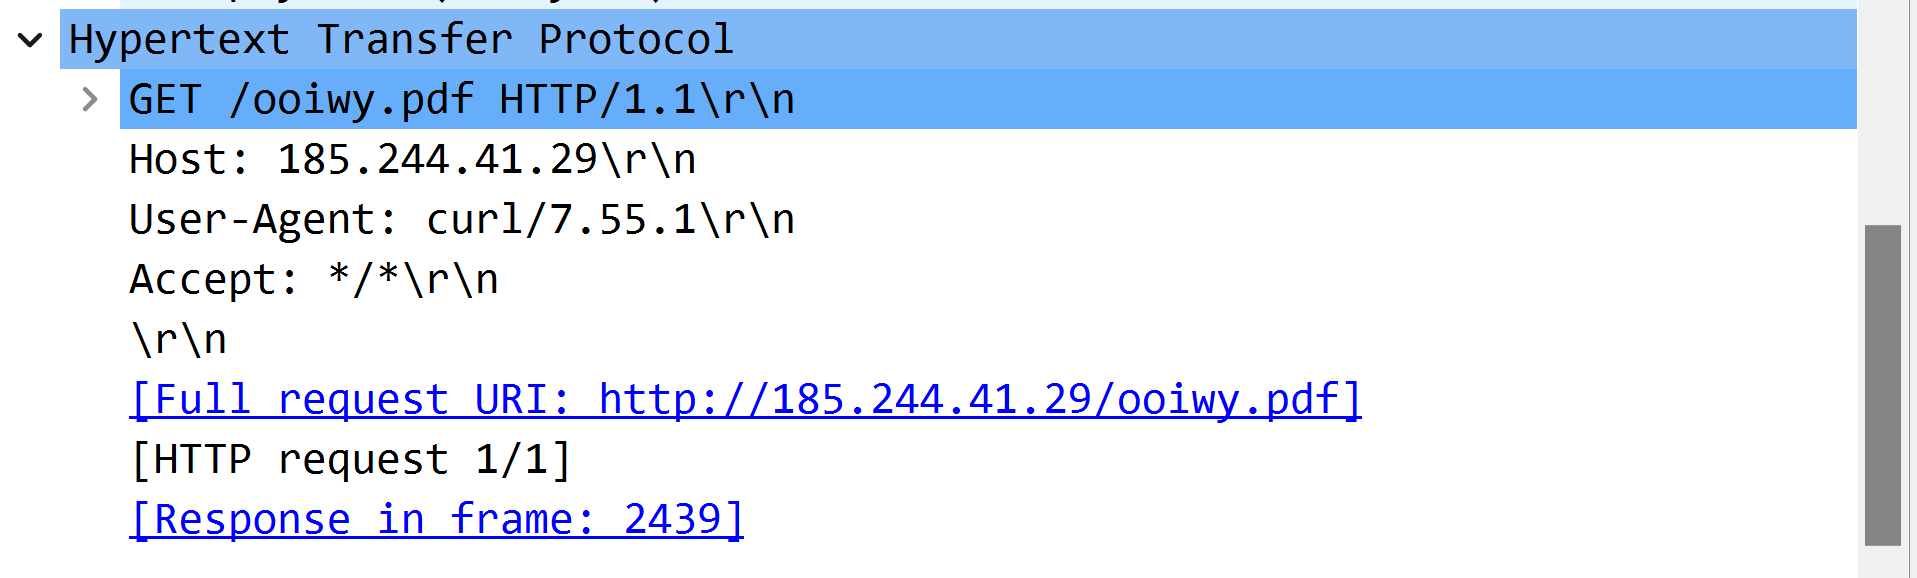 Hypertext Transfer Protocol
GET /ooiwy.pdf HTTP/1.1\r\n
Host: 185.244.41.29\r\n
User-Agent: curl/7.55.1\r\n
Accept: */*\r\n
\r\n
[Full request URI: http://185.244.41.29/ooiwy.pdf]
[HTTP request 1/1]
[Response in frame: 2439]